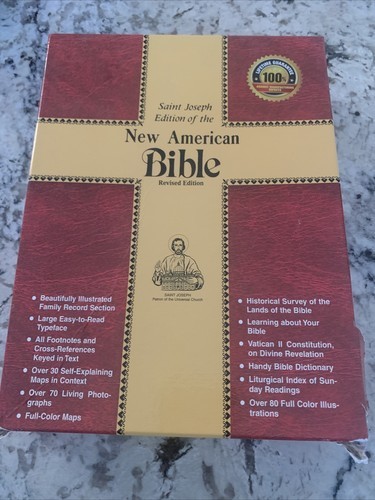 LIFETIME GUARANTEE
100%
Saint Joseph
Edition of the
New American
Bible
Revised Edition
SAINT JOSEPH
Patron of the Universal Church
● Beautifully Illustrated
Family Record Section
● Large Easy-to-Read
Typeface
● All Footnotes and
Cross-References
Keyed in Text
● Over 30 Self-Explaining
Maps in Context
● Over 70 Living Photo-
graphs
● Full-Color Maps
● Historical Survey of the
Lands of the Bible
● Learning about Your
Bible
● Vatican II Constitution,
on Divine Revelation
● Handy Bible Dictionary
● Liturgical Index of Sun-
day Readings
● Over 80 Full Color Illus-
trations